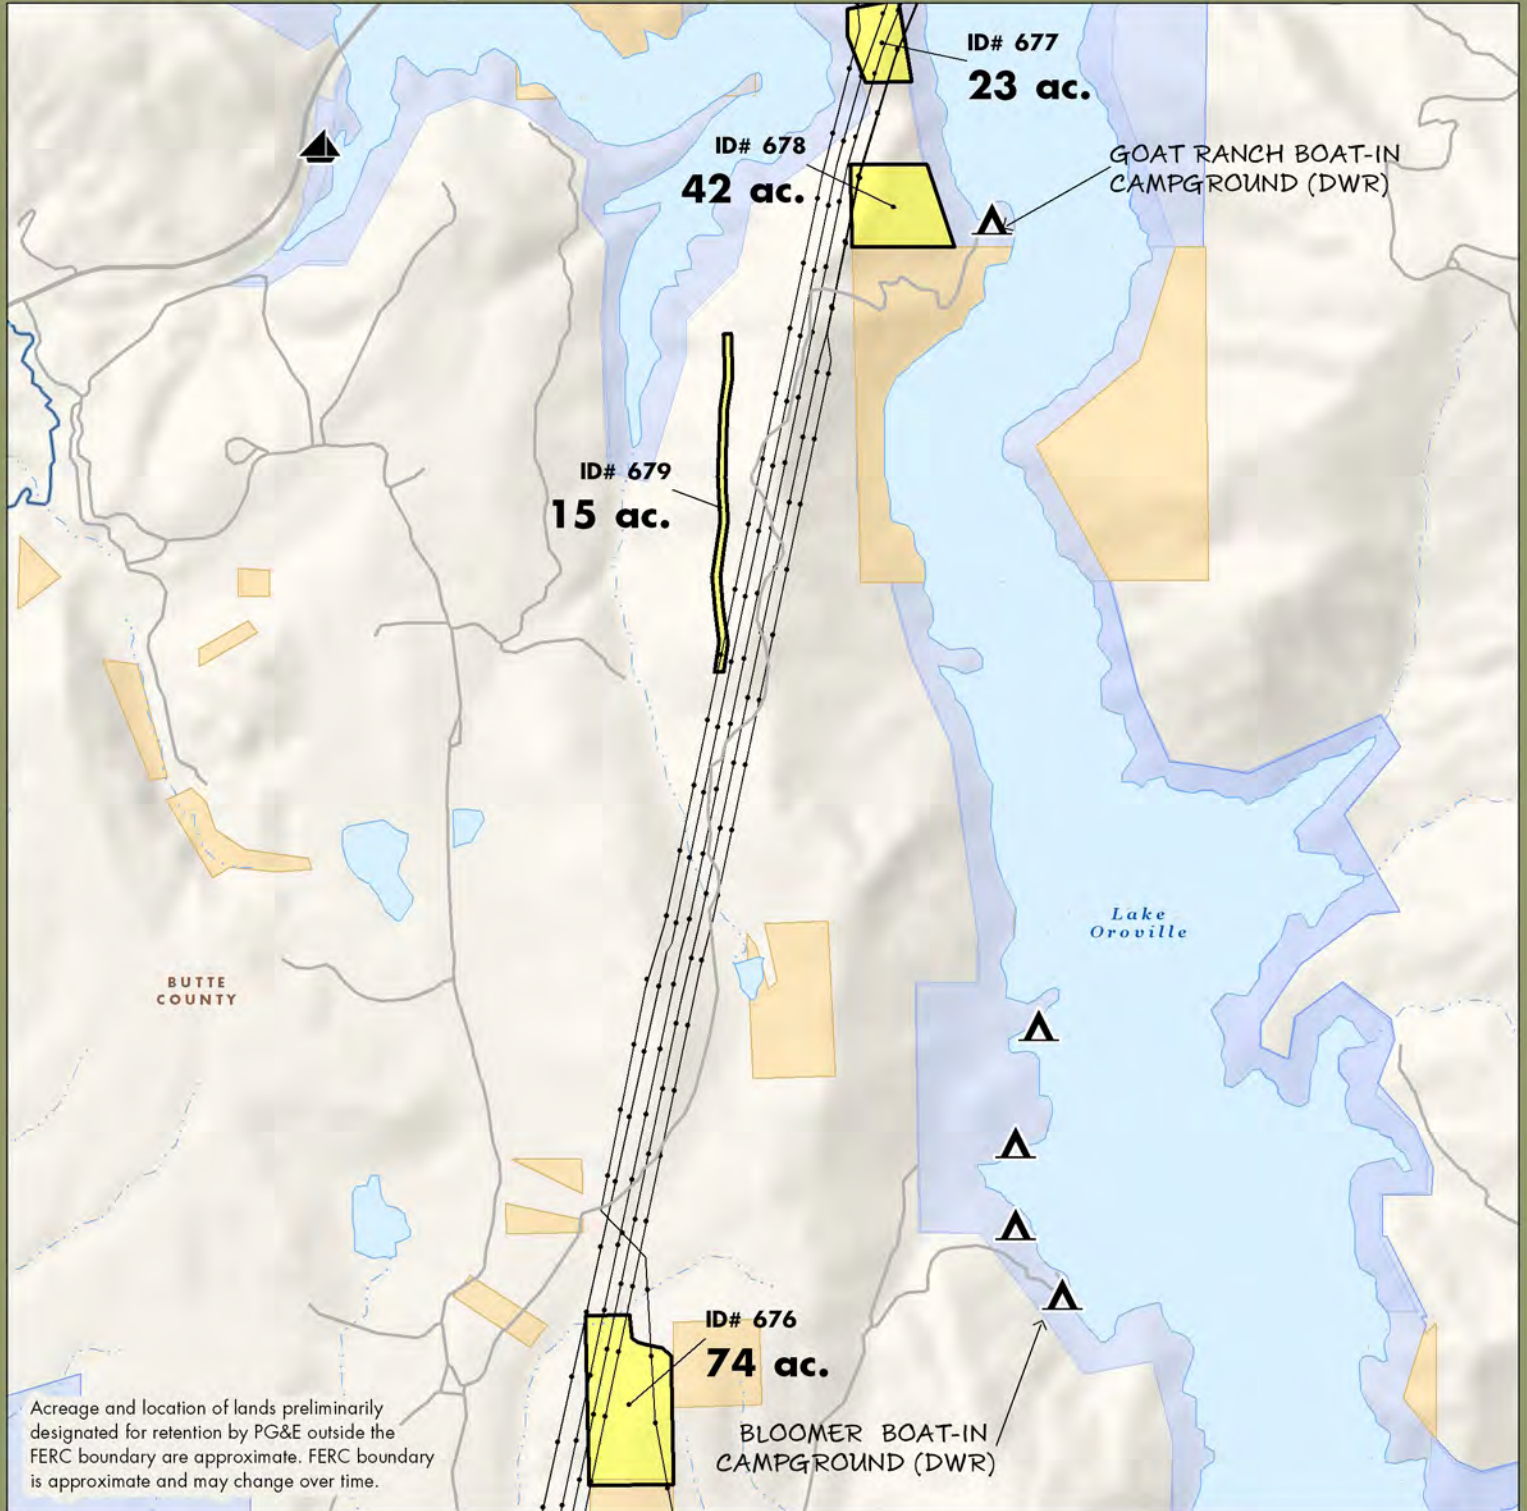 ID# 677
23 ac.
ID# 678
42 ac.
GOAT RANCH BOAT-IN
CAMPGROUND (DWR)
ID# 679
15 ac.
Lake
Oroville
BUTTE
COUNTY
ID# 676
74 ac.
BLOOMER BOAT-IN
CAMPGROUND (DWR)
Acreage and location of lands preliminarily
designated for retention by PG&E outside the
FERC boundary are approximate. FERC boundary
is approximate and may change over time.